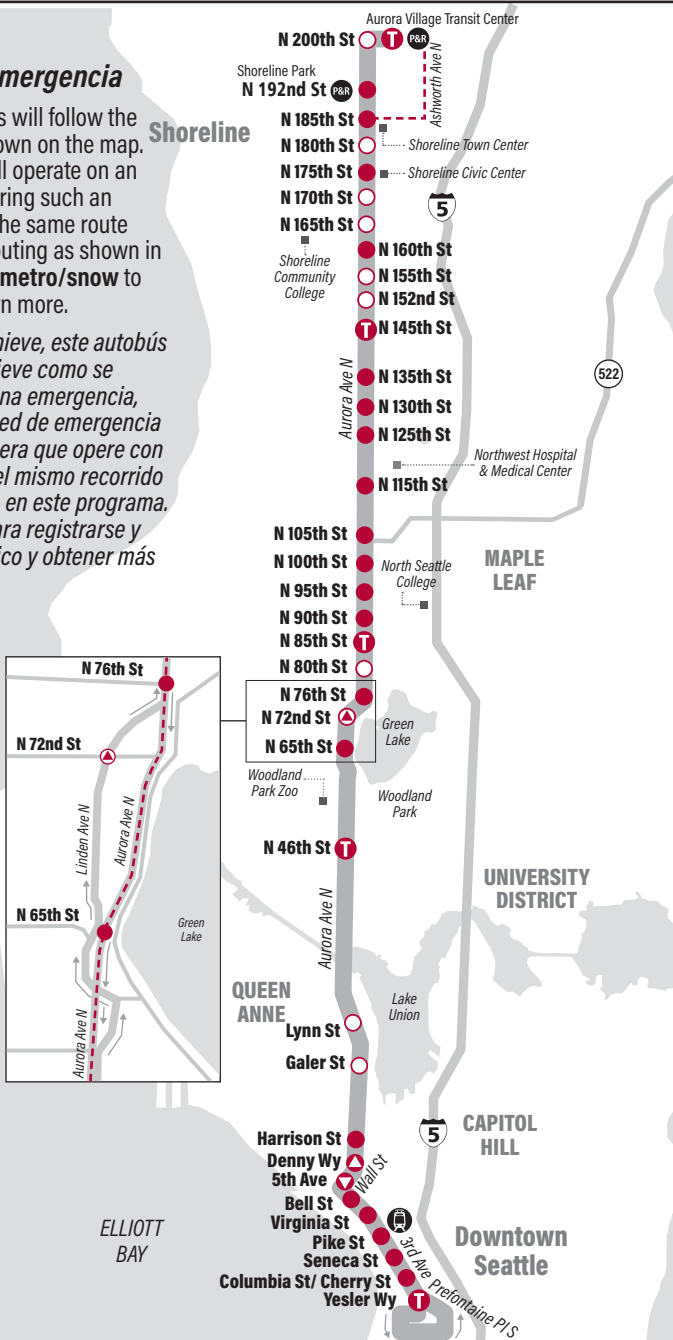 Aurora Village Transit Center
N 200th St
T
P&R
Ashworth Ave N
Shoreline Park
N 192nd St
P&R
Shoreline
N 185th St
Shoreline Town Center
N 180th St
N 175th St
Shoreline Civic Center
N 170th St
5
N 165th St
Shoreline
Community
College
N 160th St
N 155th St
N 152nd St
T
N 145th St
Aurora Ave N
N 135th St
522
N 130th St
N 125th St
Northwest Hospital
& Medical Center
N 115th St
N 105th St
N 100th St
North Seattle
College
MAPLE
LEAF
N 95th St
N 90th St
N 85th St
T
N 80th St
N 76th St
N 72nd St
Green
Lake
N 65th St
Woodland
Park Zoo
Woodland
Park
N 46th St
T
UNIVERSITY
DISTRICT
Aurora Ave N
QUEEN
ANNE
Lake
Union
Lynn St
Galer St
Harrison St
5
CAPITOL
HILL
Denny Wy
5th Ave
Wall St
Bell St
Virginia St
Pike St
3rd Ave
Seneca St
Columbia St/ Cherry St
Yesler Wy
T
Prefontaine Pl S
Downtown
Seattle
ELLIOTT
BAY
mergencia
s will follow the
own on the map.
ll operate on an
ring such an
he same route
outing as shown in
metro/snow to
rn more.
nieve, este autobús
ieve como se
na emergencia,
ed de emergencia
era que opere con
el mismo recorrido
en este programa.
ara registrarse y
ico y obtener más
N 76th St
N 72nd St
Linden Ave N
Aurora Ave N
N 65th St
Green
Lake
Aurora Ave N